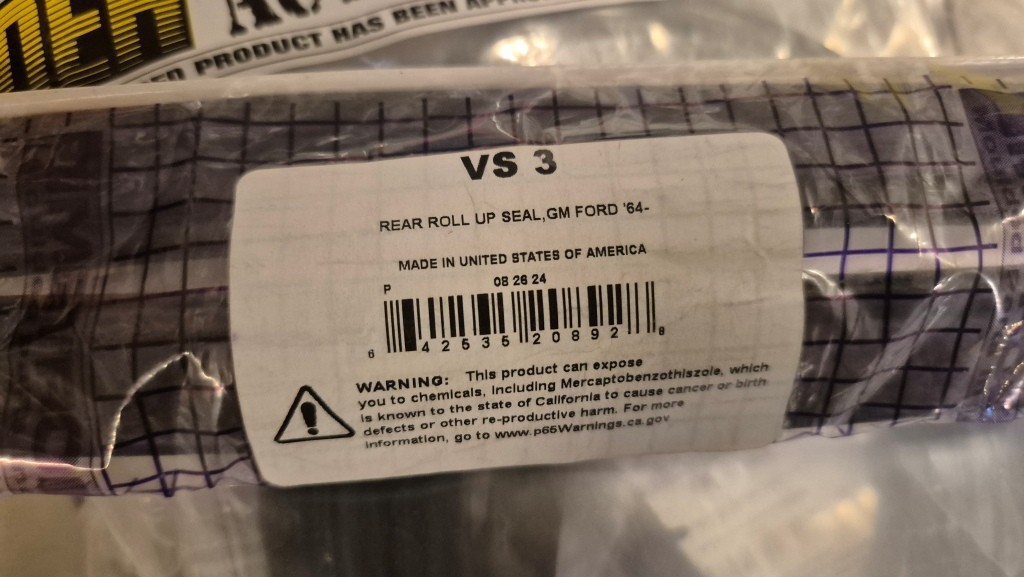 PRODUCT HAS BEEN
VS 3
REAR ROLL UP SEAL,GM FORD '64-
MADE IN UNITED STATES OF AMERICA
P 08 26 24
6 42535 20892 8
WARNING: This product can expose
you to chemicals, including Mercaptobenzothiszole, which
is known to the state of California to cause cancer or birth
defects or other re-productive harm. For more
information, go to www.p65Warnings.ca.gov